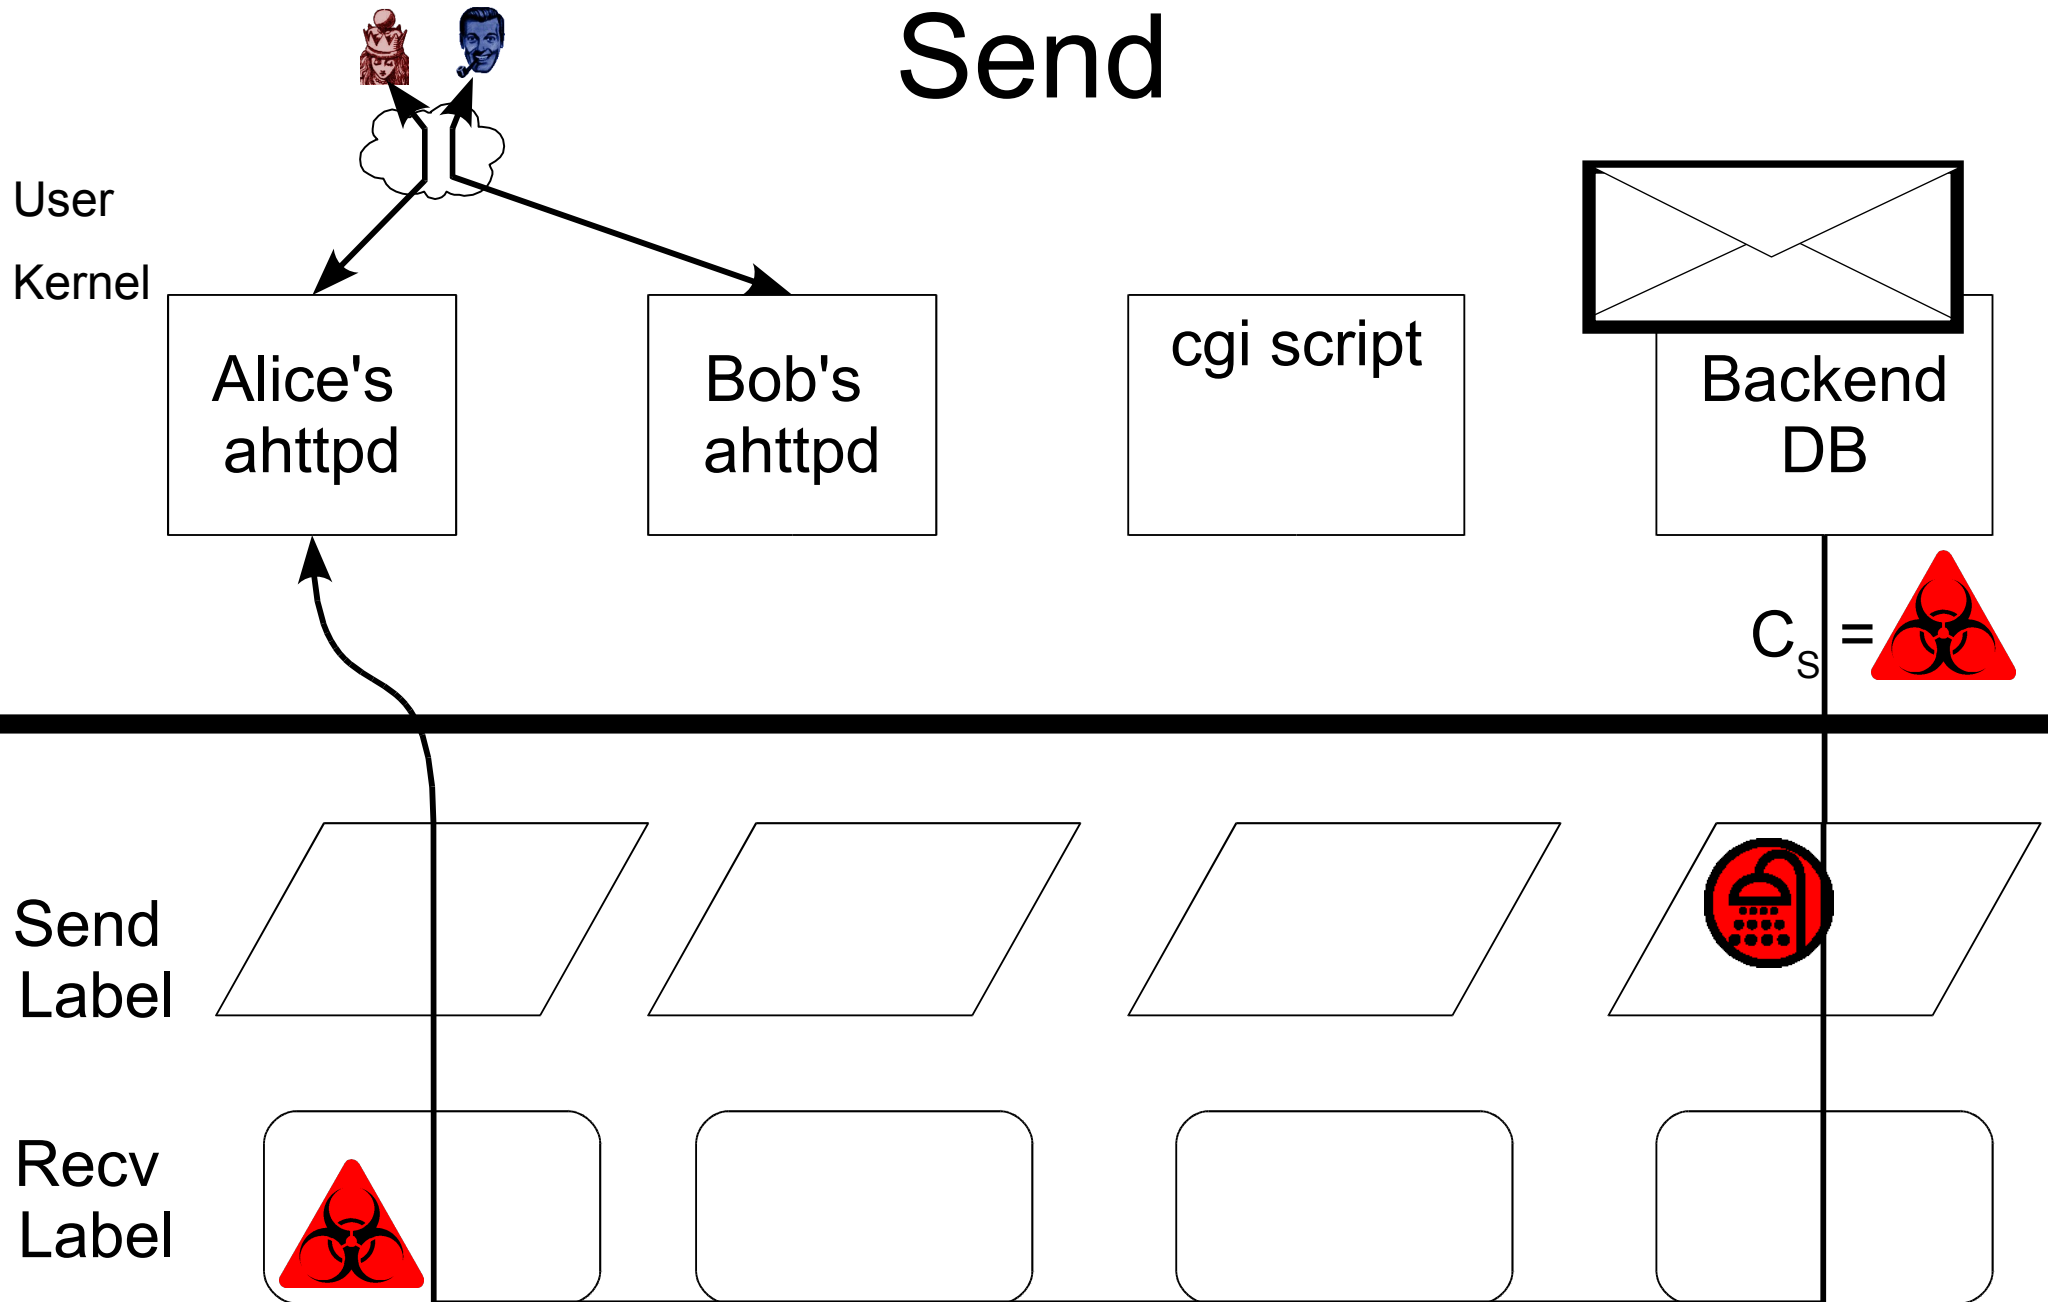 Send
User
Kernel
Alice's
ahttpd
Bob's
ahttpd
cgi script
Backend
DB
Cs =
Send
Label
Recv
Label